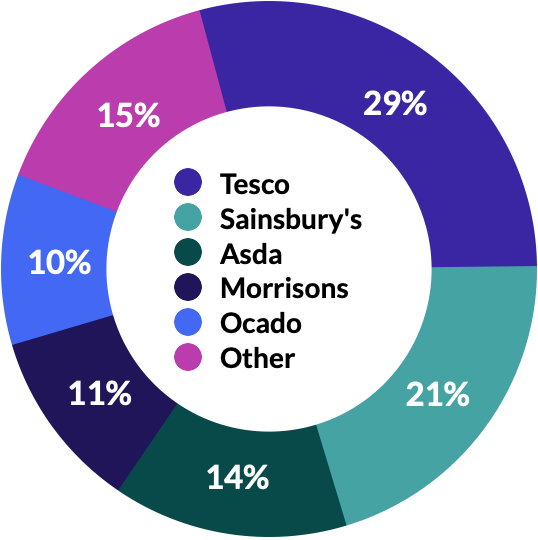 29%
15%
Tesco
Sainsbury's
10%
Asda
Morrisons
Ocado
Other
11%
21%
14%